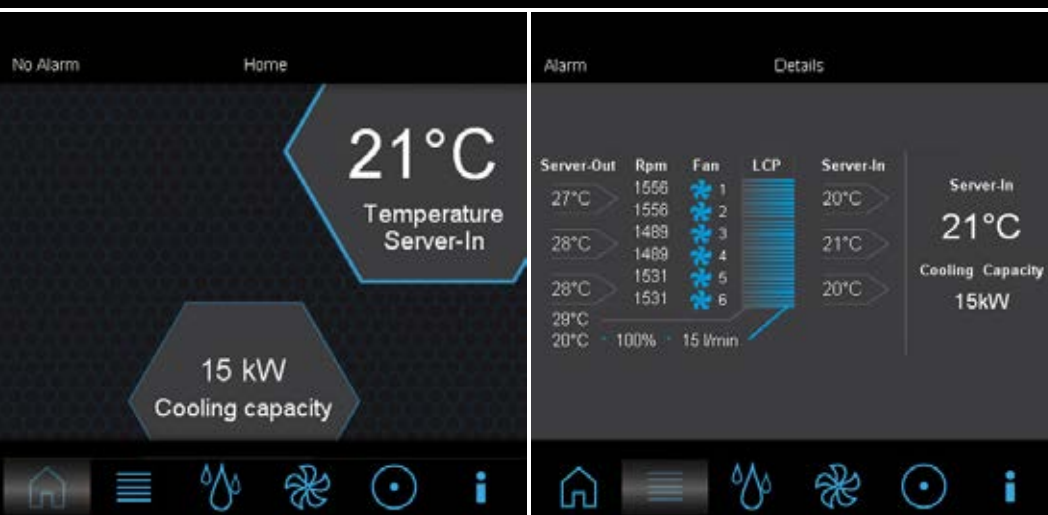 No Alarm Home
21°C
Temperature
Server-In
15 kW
Cooling capacity
Alarm Details
Server-Out Rpm Fan LCP Server-In
27°C
28°C
28°C
1556 1
1556 2
1489 3
1489 4
1531 5
1531 6
20°C
21°C
20°C
29°C
20°C 100% 15 l/min
Server-In
21°C
Cooling Capacity
15kW